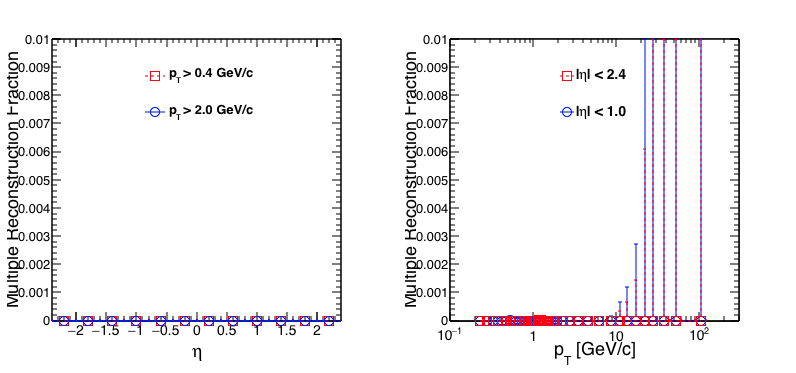 Multiple Reconstruction Fraction
0.01
0.009
0.008
0.007
0.006
0.005
0.004
0.003
0.002
0.001
0
p_T > 0.4 GeV/c
p_T > 2.0 GeV/c
−2 −1.5 −1 −0.5 0 0.5 1 1.5 2
η
Multiple Reconstruction Fraction
0.01
0.009
0.008
0.007
0.006
0.005
0.004
0.003
0.002
0.001
0
|η| < 2.4
|η| < 1.0
10⁻¹ 1 10 10²
p_T [GeV/c]